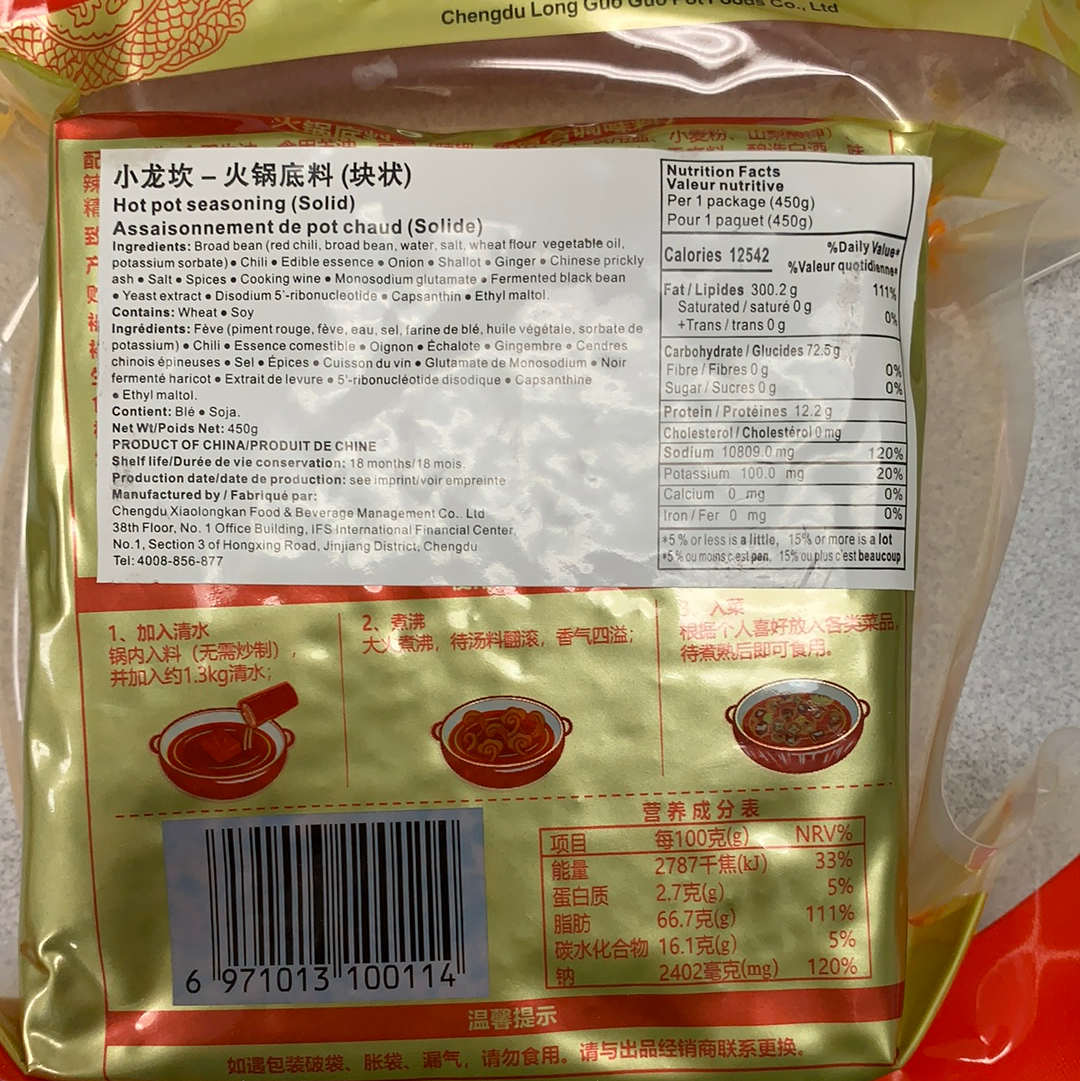 Chengdu Long Guo Guo Pot Foods Co., Ltd
火锅底料
小麦粉、
配
辣
精
致
产
小龙坎 – 火锅底料 (块状)
Hot pot seasoning (Solid)
Assaisonnement de pot chaud (Solide)
Ingredients: Broad bean (red chili, broad bean, water, salt, wheat flour vegetable oil,
potassium sorbate) • Chili • Edible essence • Onion • Shallot • Ginger • Chinese prickly
ash • Salt • Spices • Cooking wine • Monosodium glutamate • Fermented black bean
• Yeast extract • Disodium 5'-ribonucleotide • Capsanthin • Ethyl maltol.
Contains: Wheat • Soy
Ingrédients: Fève (piment rouge, fève, eau, sel, farine de blé, huile végétale, sorbate de
potassium) • Chili • Essence comestible • Oignon • Échalote • Gingembre • Cendres
chinois épineuses • Sel • Épices • Cuisson du vin • Glutamate de Monosodium • Noir
fermenté haricot • Extrait de levure • 5'-ribonucléotide disodique • Capsanthine
• Ethyl maltol.
Contient: Blé • Soja.
Net Wt/Poids Net: 450g
PRODUCT OF CHINA/PRODUIT DE CHINE
Shelf life/Durée de vie conservation: 18 months/18 mois.
Production date/date de production: see imprint/voir empreinte
Manufactured by / Fabriqué par:
Chengdu Xiaolongkan Food & Beverage Management Co.. Ltd
38th Floor, No. 1 Office Building, IFS International Financial Center,
No.1, Section 3 of Hongxing Road, Jinjiang District, Chengdu
Tel: 4008-856-877
Nutrition Facts
Valeur nutritive
Per 1 package (450g)
Pour 1 paquet (450g)
Calories 12542 %Daily Value*
%Valeur quotidienne*
Fat / Lipides 300.2 g 111%
Saturated / saturé 0 g 0%
+Trans / trans 0 g
Carbohydrate / Glucides 72.5 g
Fibre / Fibres 0 g 0%
Sugar / Sucres 0 g 0%
Protein / Protéines 12.2 g
Cholesterol / Cholestérol 0 mg
Sodium 10809.0 mg 120%
Potassium 100.0 mg 20%
Calcium 0 mg 0%
Iron / Fer 0 mg 0%
*5 % or less is a little, 15% or more is a lot
*5 % ou moins c'est peu, 15% ou plus c'est beaucoup
1、加入清水
锅内入料（无需炒制），
并加入约1.3kg清水；
2、煮沸
大火煮沸，待汤料翻滚，香气四溢；
3、入菜
根据个人喜好放入各类菜品，
待煮熟后即可食用。
6 971013 100114
营养成分表
项目 每100克(g) NRV%
能量 2787千焦(kJ) 33%
蛋白质 2.7克(g) 5%
脂肪 66.7克(g) 111%
碳水化合物 16.1克(g) 5%
钠 2402毫克(mg) 120%
温馨提示
如遇包装破袋、胀袋、漏气，请勿食用。请与出品经销商联系更换。